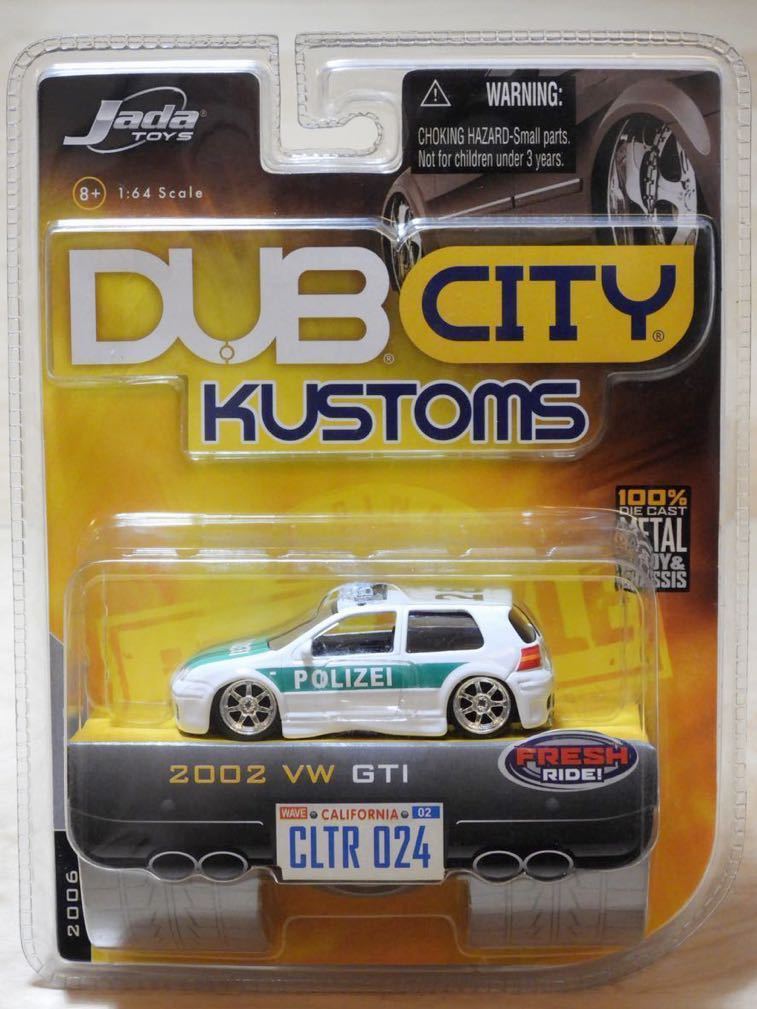 Jada®
TOYS
WARNING:
CHOKING HAZARD-Small parts.
Not for children under 3 years.
8+ 1:64 Scale
DUB® CITY®
KUSTOMS
100%
DIE CAST
METAL
POLIZEI
2002 VW GTI
FRESH
RIDE!
WAVE CALIFORNIA 02
CLTR 024
2006